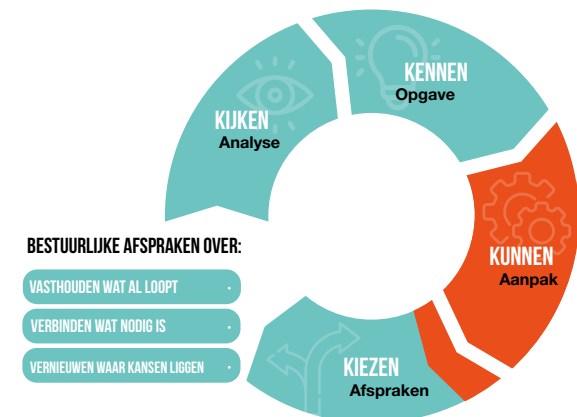 KIJKEN
Analyse
KENNEN
Opgave
KUNNEN
Aanpak
KIEZEN
Afspraken
BESTUURLIJKE AFSPRAKEN OVER:
VASTHOUDEN WAT AL LOOPT
VERBINDEN WAT NODIG IS
VERNIEUWEN WAAR KANSEN LIGGEN